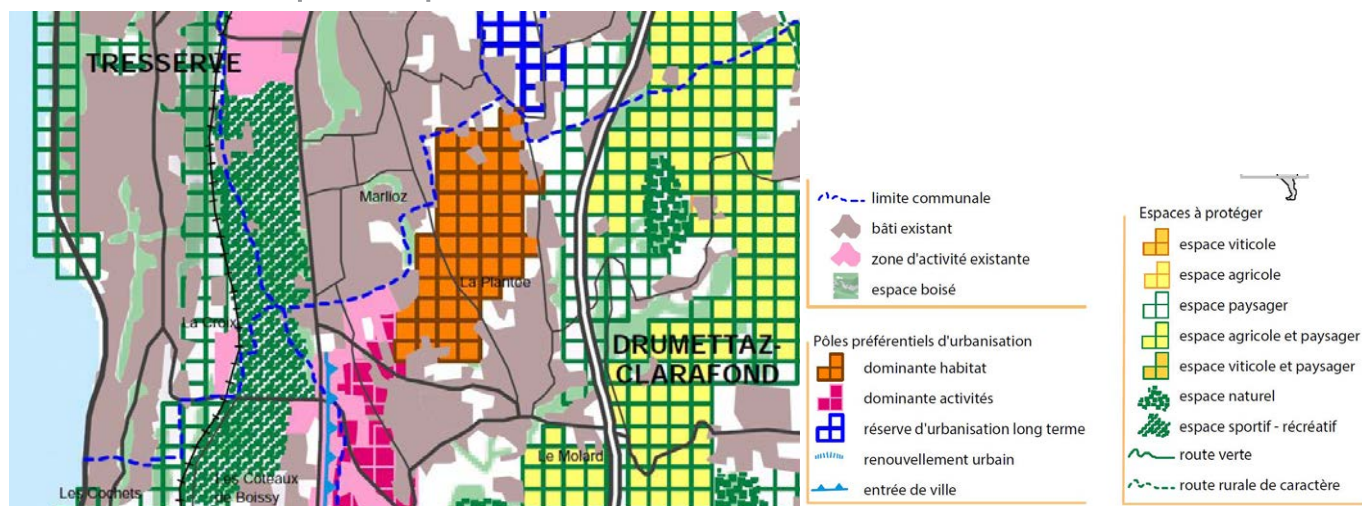 TRESSERVE
Marlioz
La Plantée
La Croix
DRUMETTAZ-
CLARAFOND
Le Molard
Les Cochets
Les Côteaux
de Boissy
limite communale
bâti existant
zone d'activité existante
espace boisé
Pôles préférentiels d'urbanisation
dominante habitat
dominante activités
réserve d'urbanisation long terme
renouvellement urbain
entrée de ville
Espaces à protéger
espace viticole
espace agricole
espace paysager
espace agricole et paysager
espace viticole et paysager
espace naturel
espace sportif - récréatif
route verte
route rurale de caractère